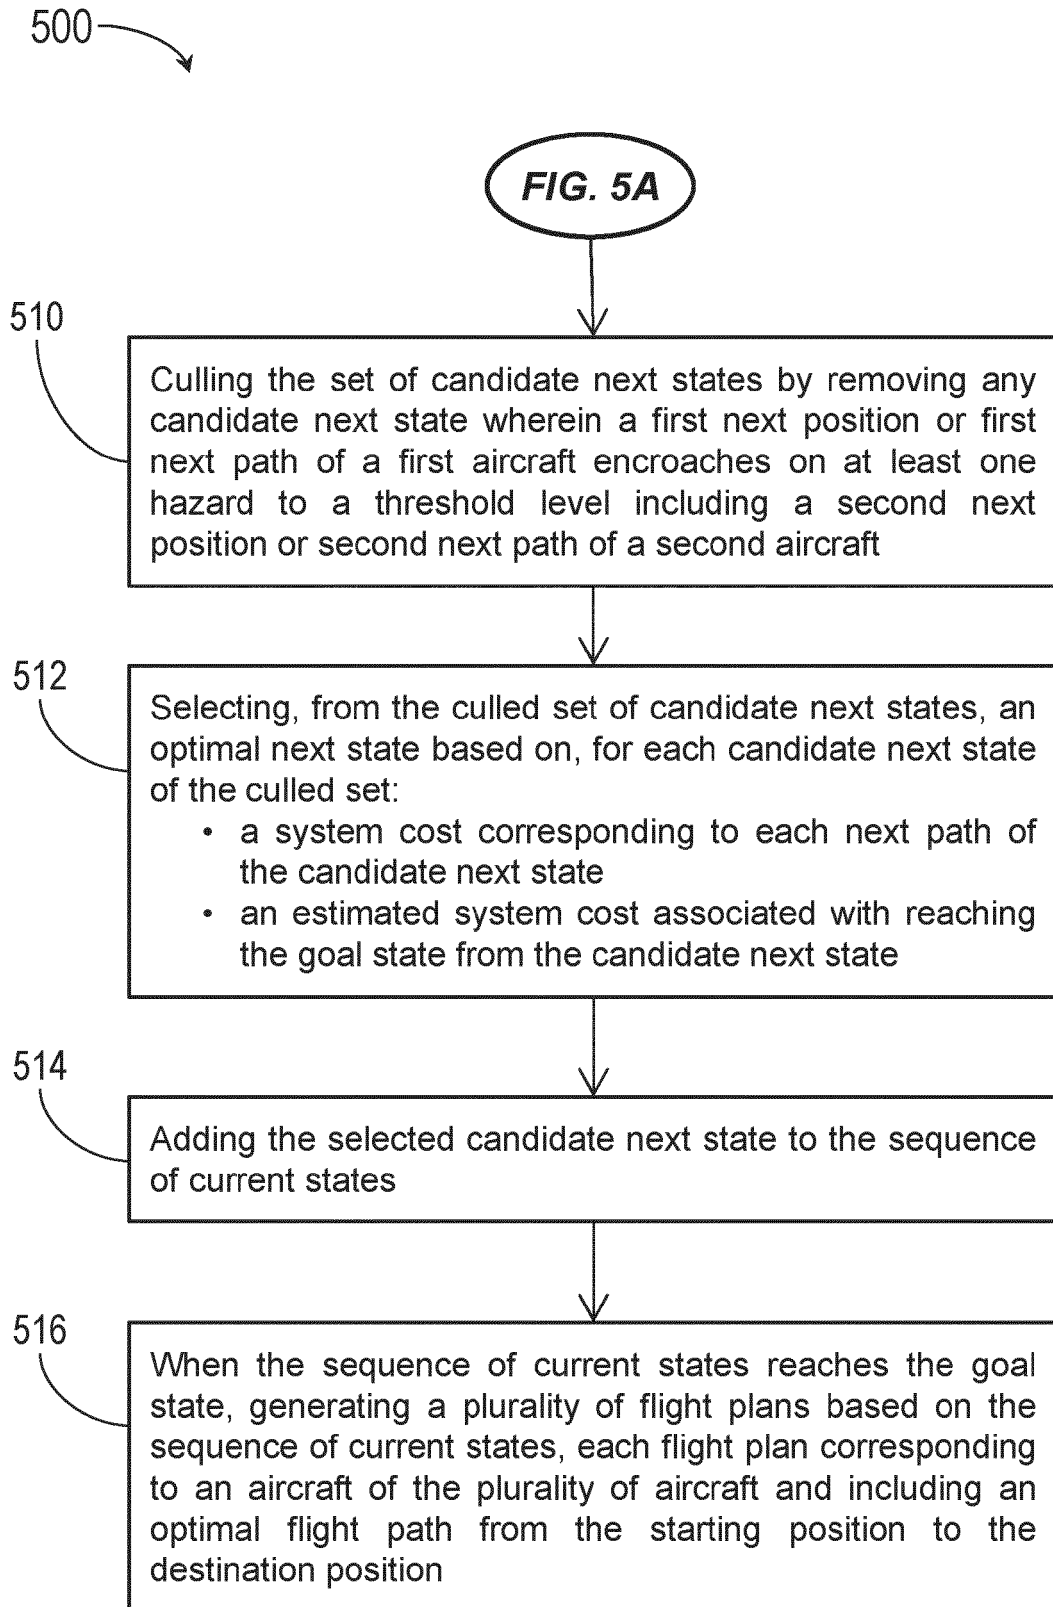 500
FIG. 5A
510
Culling the set of candidate next states by removing any
candidate next state wherein a first next position or first
next path of a first aircraft encroaches on at least one
hazard to a threshold level including a second next
position or second next path of a second aircraft
512
Selecting, from the culled set of candidate next states, an
optimal next state based on, for each candidate next state
of the culled set:
• a system cost corresponding to each next path of
the candidate next state
• an estimated system cost associated with reaching
the goal state from the candidate next state
514
Adding the selected candidate next state to the sequence
of current states
516
When the sequence of current states reaches the goal
state, generating a plurality of flight plans based on the
sequence of current states, each flight plan corresponding
to an aircraft of the plurality of aircraft and including an
optimal flight path from the starting position to the
destination position